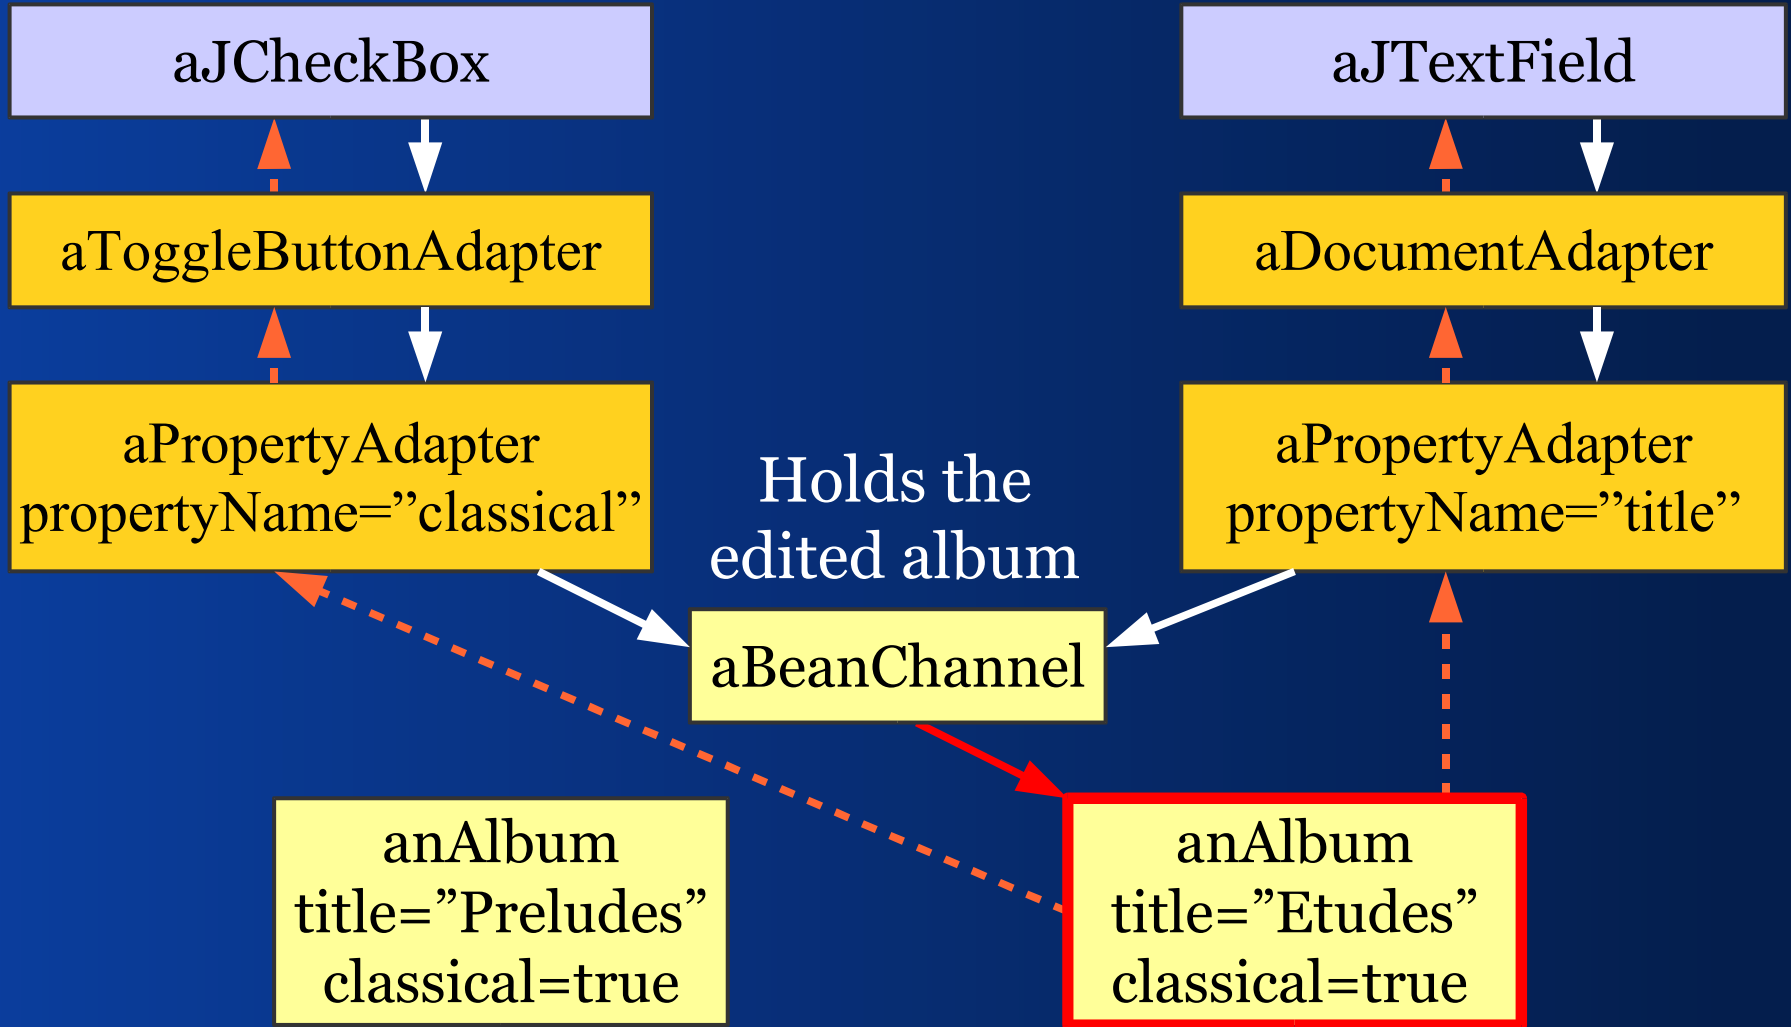 aJCheckBox
aJTextField
aToggleButtonAdapter
aDocumentAdapter
aPropertyAdapter
propertyName=”classical”
aPropertyAdapter
propertyName=”title”
Holds the
edited album
aBeanChannel
anAlbum
title=”Preludes”
classical=true
anAlbum
title=”Etudes”
classical=true